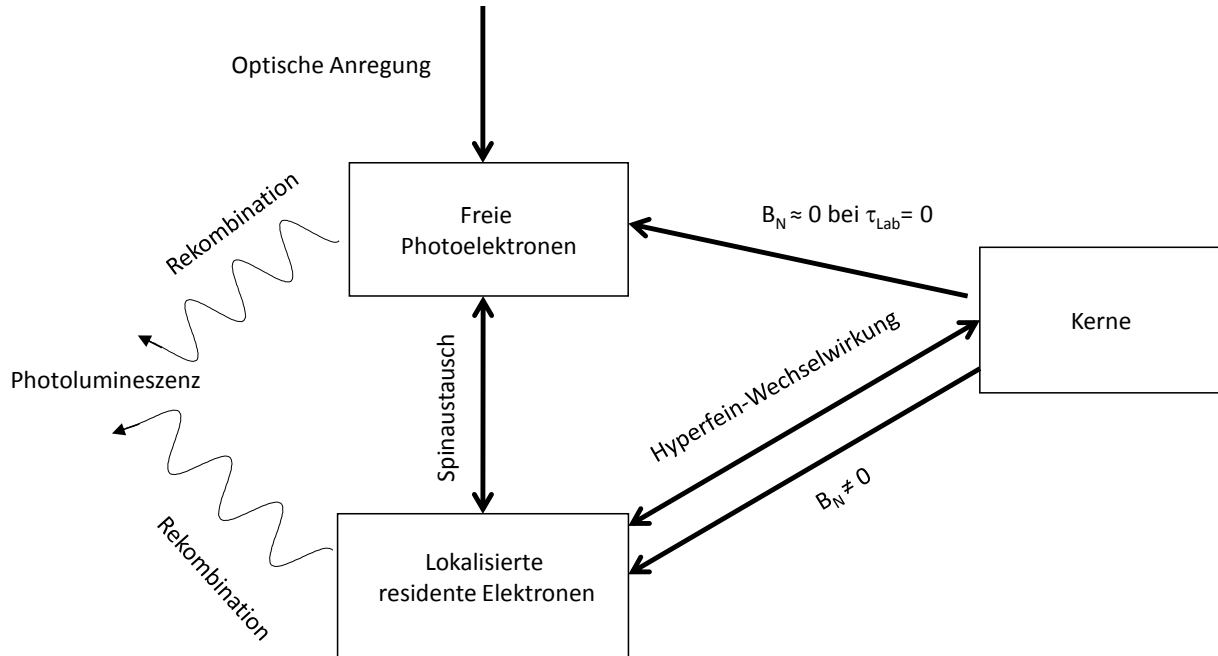 Optische Anregung
Rekombination
Freie
Photoelektronen
B_N ≈ 0 bei τ_Lab= 0
Kerne
Photolumineszenz
Spinaustausch
Hyperfein-Wechselwirkung
B_N ≠ 0
Rekombination
Lokalisierte
residente Elektronen